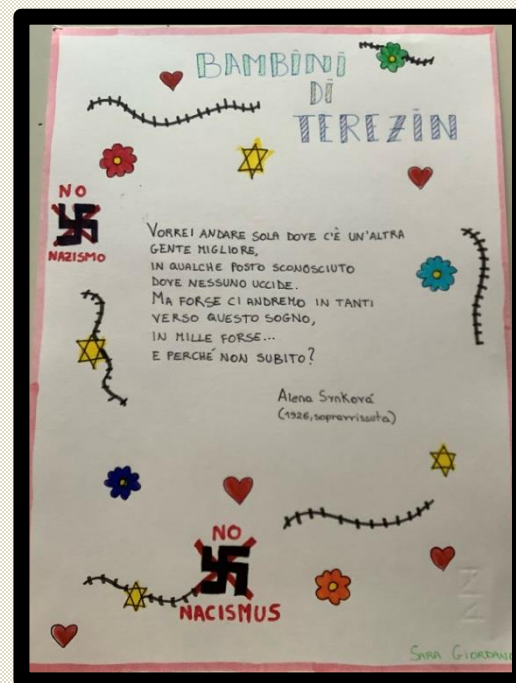 BAMBINI
DI
TEREZIN
NO
NAZISMO
VORREI ANDARE SOLA DOVE C'È UN'ALTRA
GENTE MIGLIORE,
IN QUALCHE POSTO SCONOSCIUTO
DOVE NESSUNO UCCIDE.
MA FORSE CI ANDREMO IN TANTI
VERSO QUESTO SOGNO,
IN MILLE FORSE...
E PERCHÉ NON SUBITO?
Alena Synková
(1926, sopravvissuta)
NO
NACISMUS
SARA GIORDANO